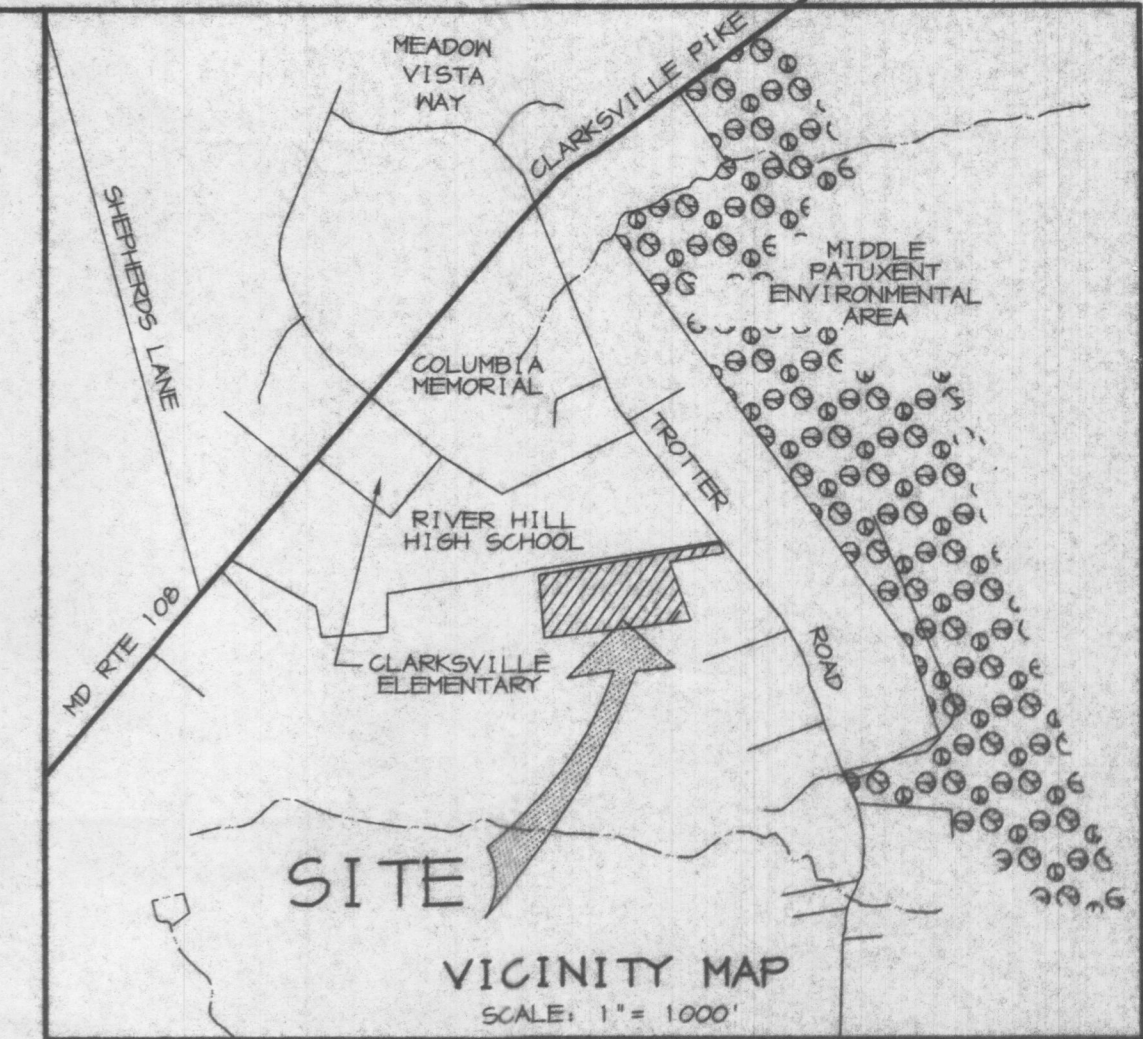 MEADOW
VISTA
WAY
CLARKSVILLE PIKE
SHEPHERDS LANE
MIDDLE
PATUXENT
ENVIRONMENTAL
AREA
COLUMBIA
MEMORIAL
TROTTER
RIVER HILL
HIGH SCHOOL
MD RTE 108
ROAD
CLARKSVILLE
ELEMENTARY
SITE
VICINITY MAP
SCALE: 1" = 1000'